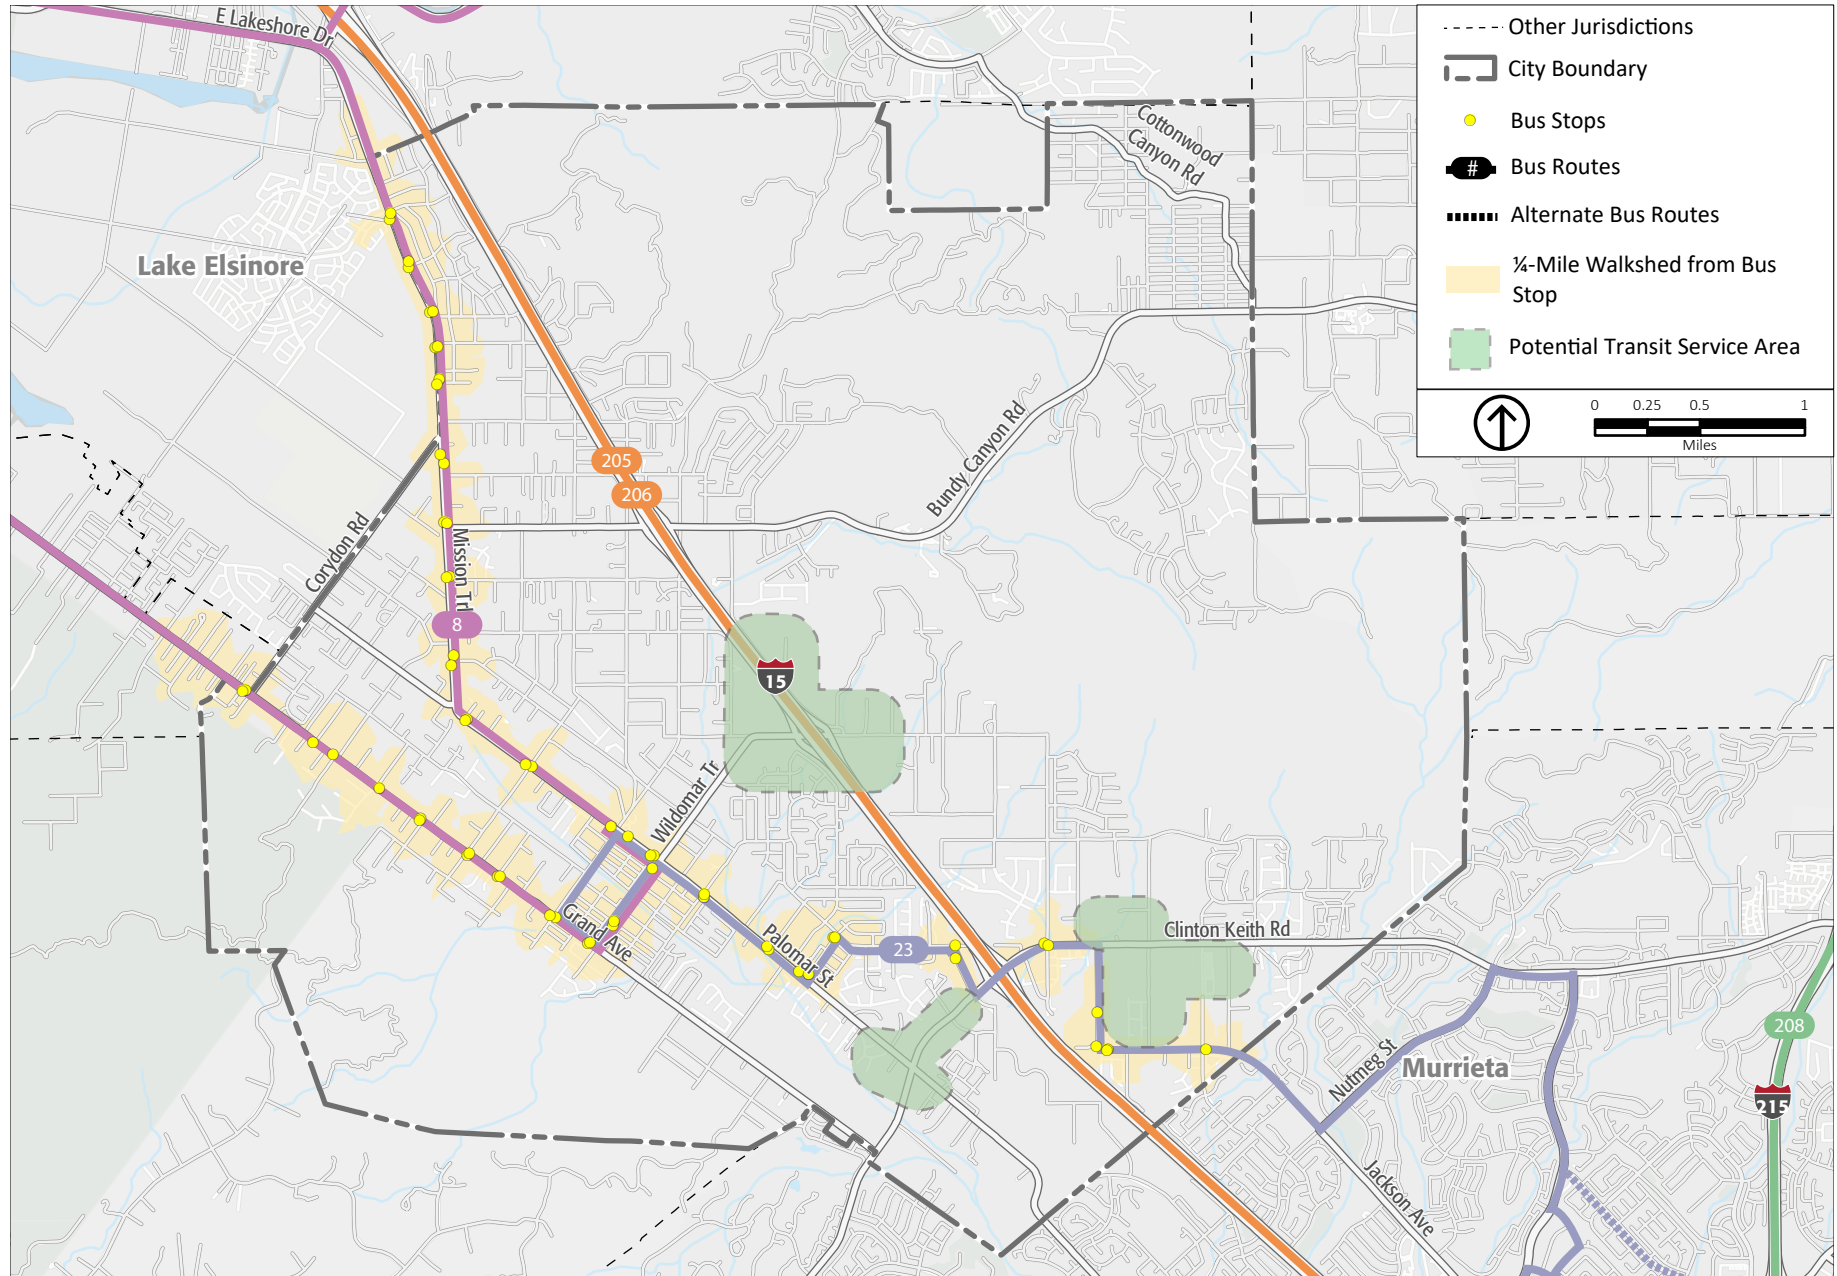 E Lakeshore Dr
Other Jurisdictions
City Boundary
Bus Stops
#
Bus Routes
Alternate Bus Routes
¼-Mile Walkshed from Bus
Stop
Potential Transit Service Area
0 0.25 0.5 1
Miles
Cottonwood
Canyon Rd
Lake Elsinore
205
206
Bundy Canyon Rd
Corydon Rd
Mission Trl
8
15
Wildomar Tr
Grand Ave
Palomar St
23
Clinton Keith Rd
208
Nutmeg St
Murrieta
215
Jackson Ave